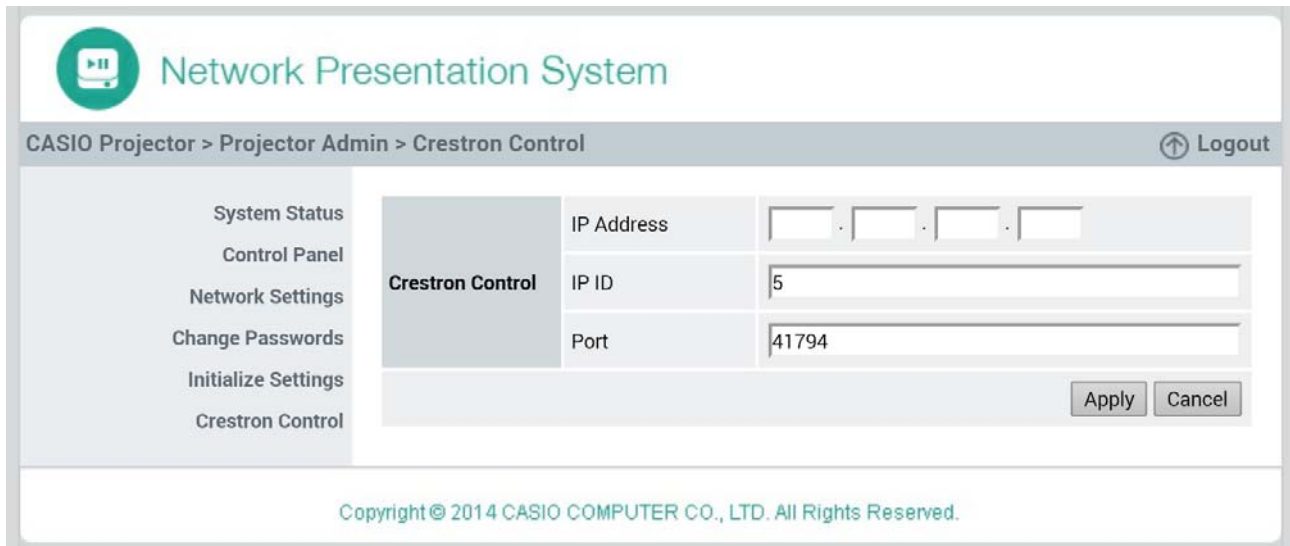 Network Presentation System
CASIO Projector > Projector Admin > Crestron Control
Logout
System Status
Control Panel
Network Settings
Change Passwords
Initialize Settings
Crestron Control
Crestron Control
IP Address
. . .
IP ID
5
Port
41794
Apply
Cancel
Copyright © 2014 CASIO COMPUTER CO., LTD. All Rights Reserved.